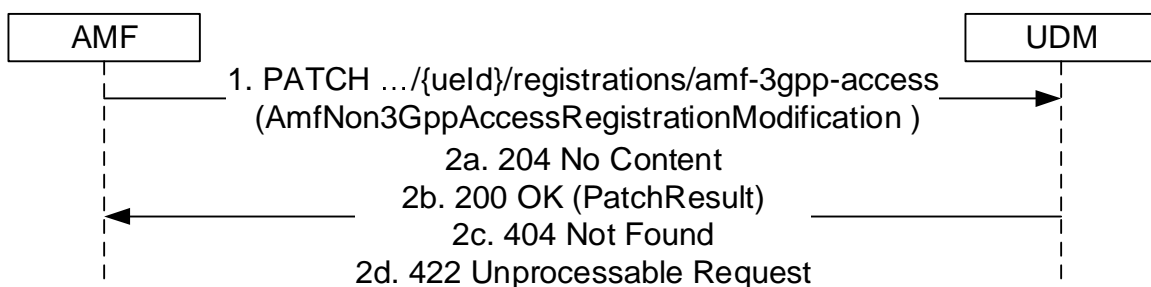 AMF
UDM
1. PATCH …/{ueId}/registrations/amf-3gpp-access
(AmfNon3GppAccessRegistrationModification )
2a. 204 No Content
2b. 200 OK (PatchResult)
2c. 404 Not Found
2d. 422 Unprocessable Request